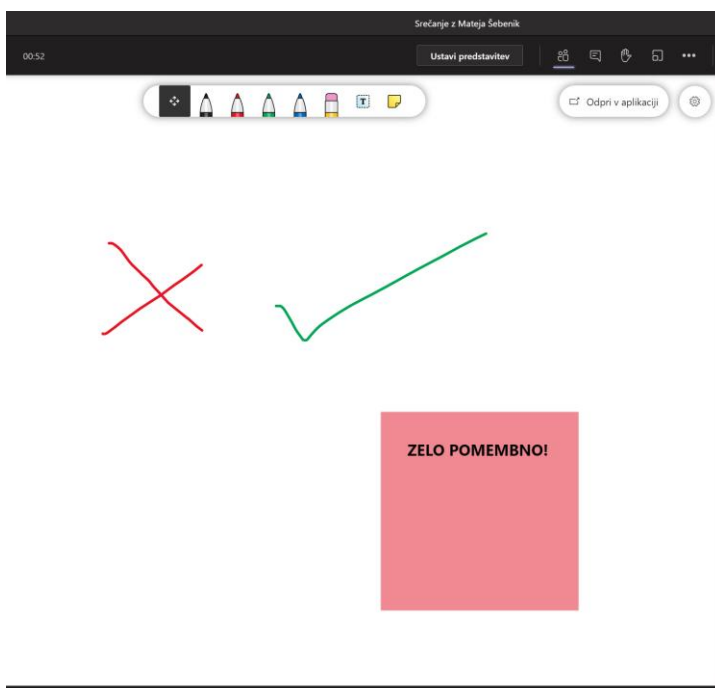 Srečanje z Mateja Šebenik
00:52
Ustavi predstavitev
T
Odpri v aplikaciji
ZELO POMEMBNO!